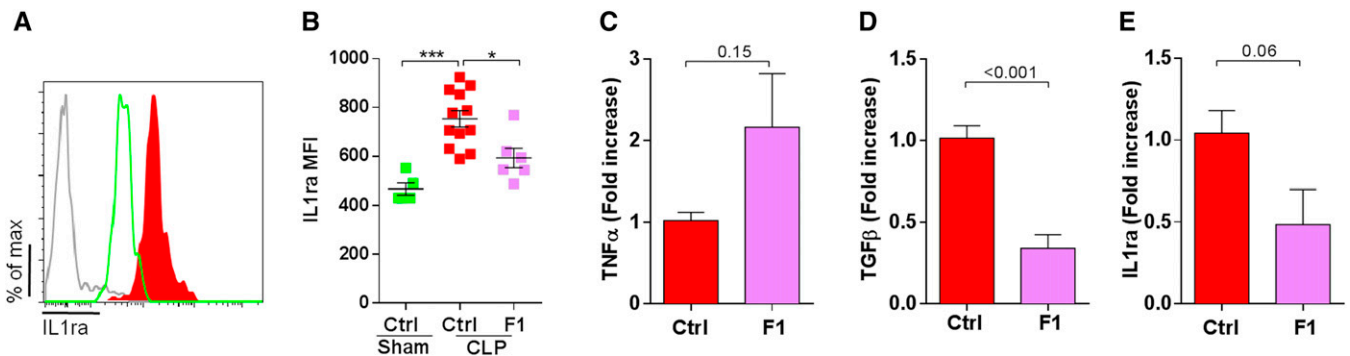 A
% of max
IL1ra
B
***
*
IL1ra MFI
1000
800
600
400
200
0
Ctrl Ctrl F1
Sham CLP
C
0.15
TNFα (Fold increase)
3
2
1
0
Ctrl F1
D
<0.001
TGFβ (Fold increase)
1.5
1.0
0.5
0.0
Ctrl F1
E
0.06
IL1ra (Fold increase)
1.5
1.0
0.5
0.0
Ctrl F1